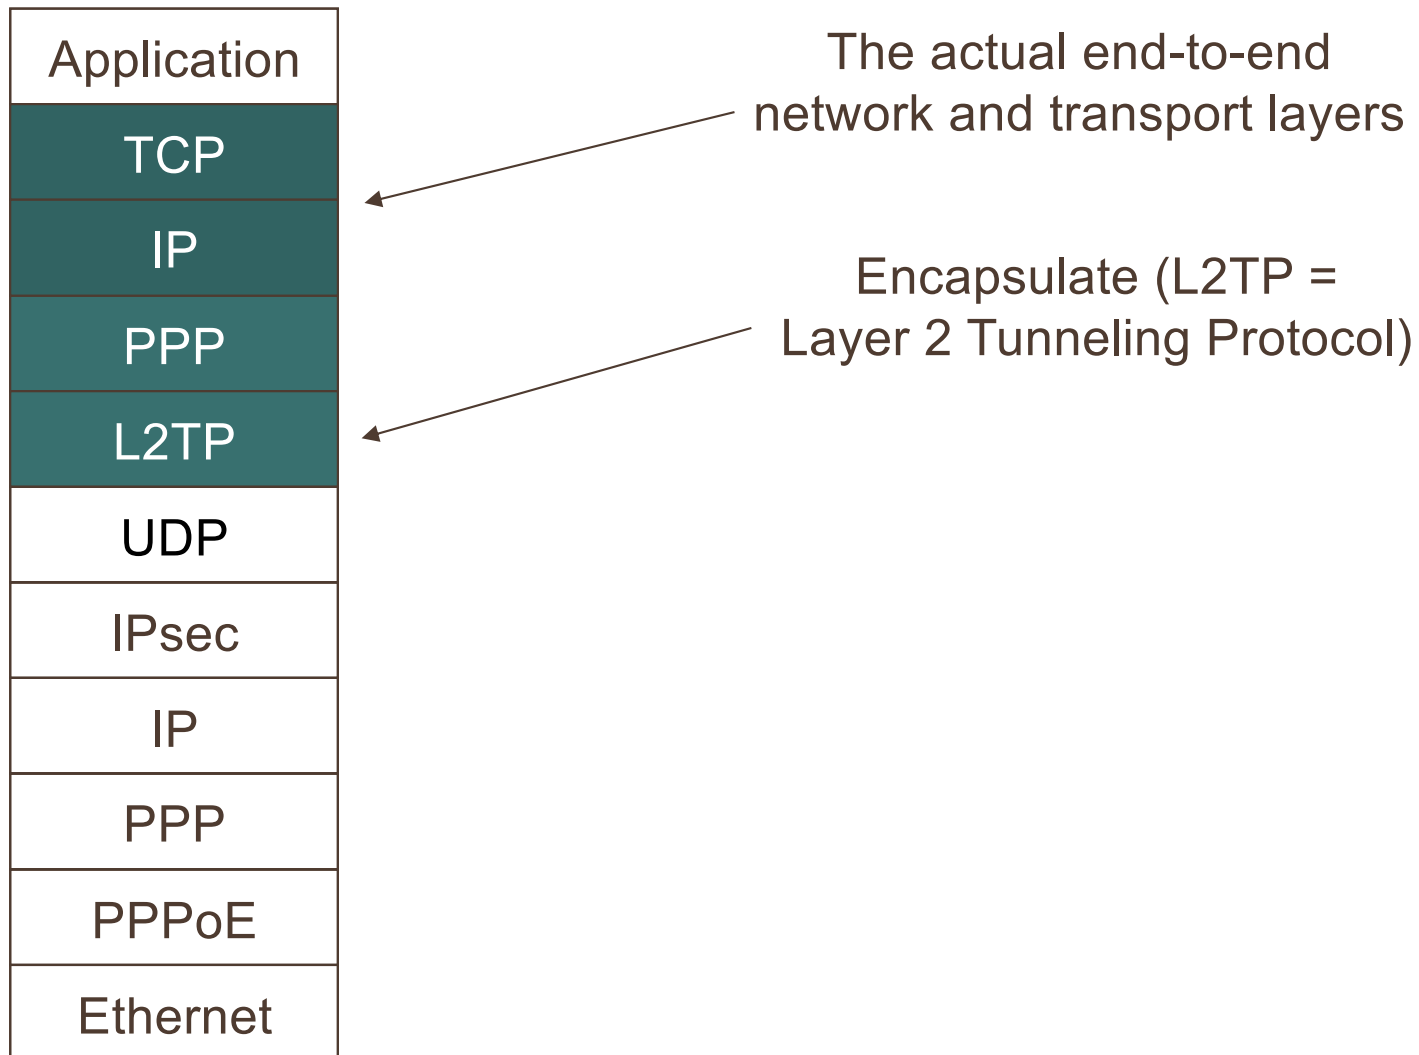 Application
TCP
IP
PPP
L2TP
UDP
IPsec
IP
PPP
PPPoE
Ethernet
The actual end-to-end
network and transport layers
Encapsulate (L2TP =
Layer 2 Tunneling Protocol)